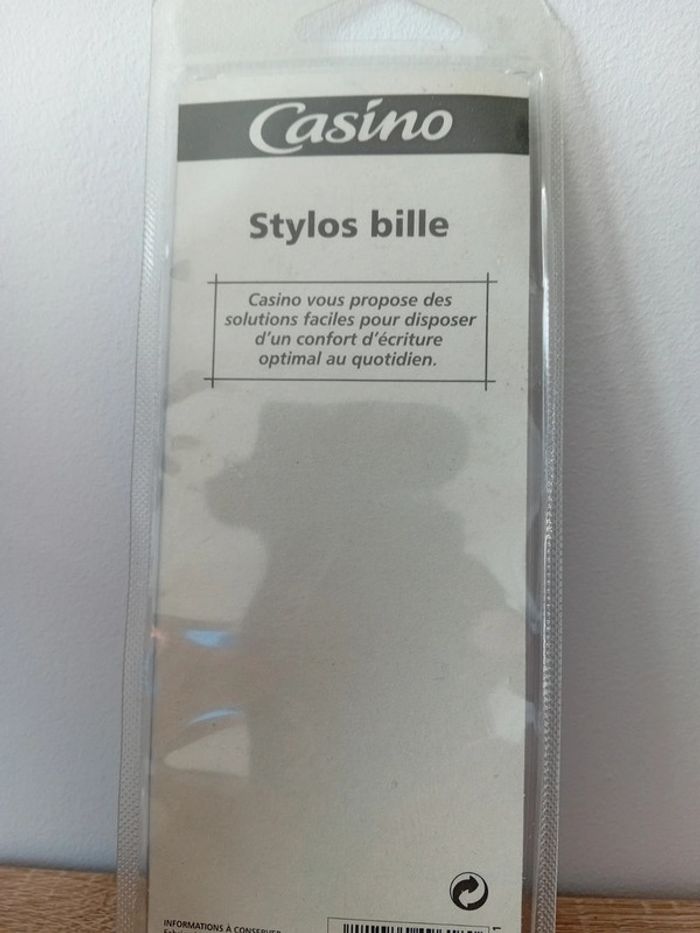 Casino
Stylos bille
Casino vous propose des
solutions faciles pour disposer
d'un confort d'écriture
optimal au quotidien.
INFORMATIONS À CONSERVER
1